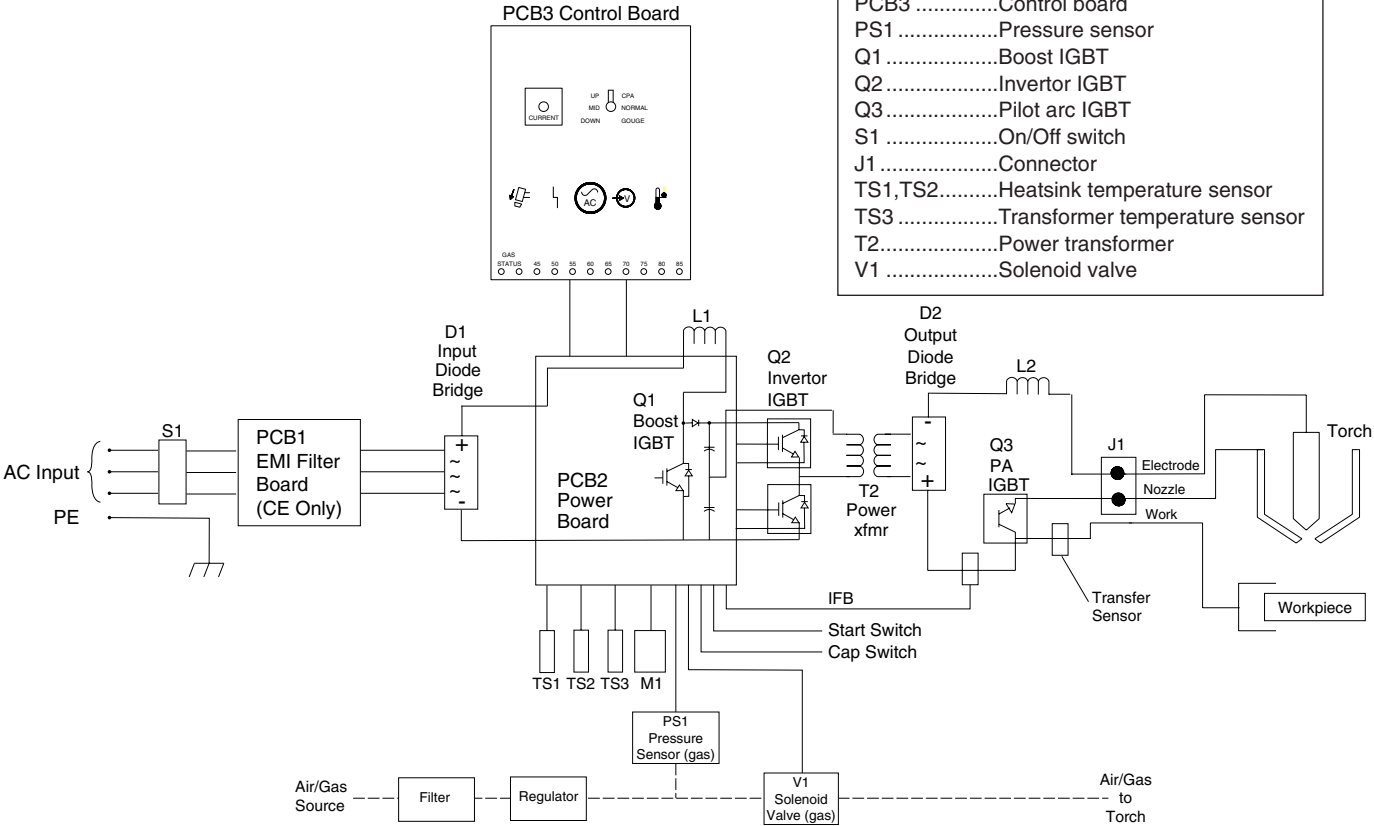 PCB3 Control Board
CURRENT
UP
MID
DOWN
CPA
NORMAL
GOUGE
AC
V
GAS
STATUS 45 50 55 60 65 70 75 80 85
PCB3 ..............Control board
PS1 ..................Pressure sensor
Q1 ....................Boost IGBT
Q2 ....................Invertor IGBT
Q3 ....................Pilot arc IGBT
S1 ....................On/Off switch
J1 .....................Connector
TS1,TS2..........Heatsink temperature sensor
TS3 ..................Transformer temperature sensor
T2.....................Power transformer
V1 ....................Solenoid valve
AC Input
PE
S1
PCB1
EMI Filter
Board
(CE Only)
D1
Input
Diode
Bridge
+
~
~
~
-
L1
Q1
Boost
IGBT
PCB2
Power
Board
Q2
Invertor
IGBT
T2
Power
xfmr
D2
Output
Diode
Bridge
-
~
~
+
L2
Q3
PA
IGBT
J1
Electrode
Nozzle
Work
Torch
Transfer
Sensor
Workpiece
IFB
Start Switch
Cap Switch
TS1 TS2 TS3 M1
PS1
Pressure
Sensor (gas)
Air/Gas
Source
Filter
Regulator
V1
Solenoid
Valve (gas)
Air/Gas
to
Torch